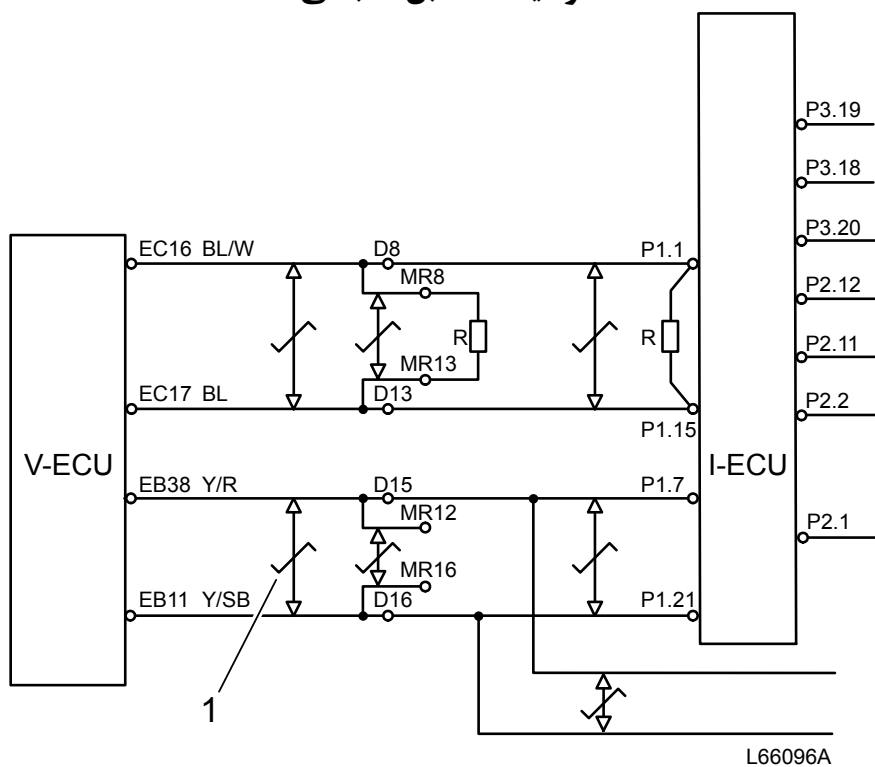 P3.19
P3.18
P3.20
P2.12
P2.11
P2.2
P2.1
EC16 BL/W
D8
P1.1
MR8
R
R
MR13
EC17 BL
D13
P1.15
V-ECU
I-ECU
EB38 Y/R
D15
P1.7
MR12
MR16
EB11 Y/SB
D16
P1.21
1
L66096A